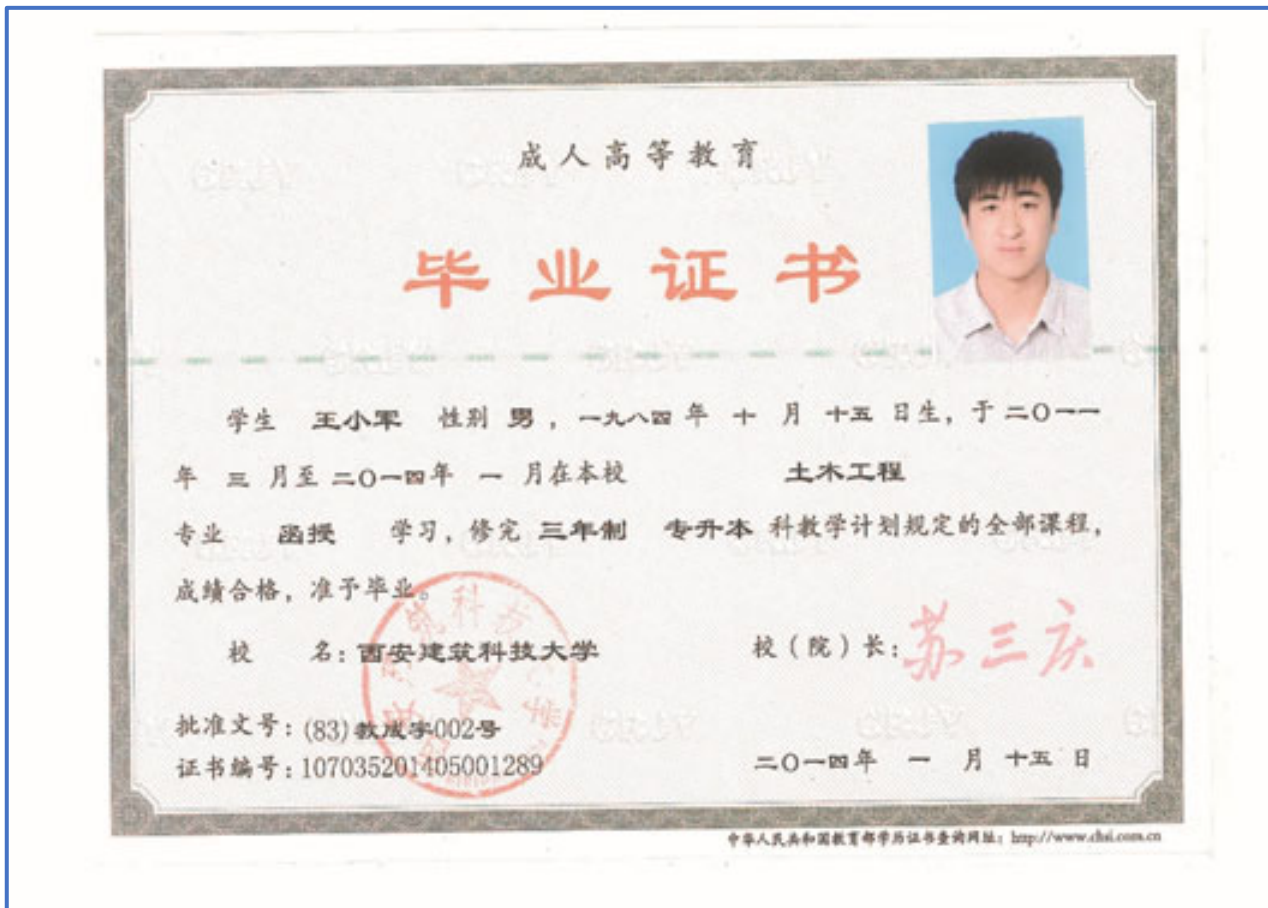 成人高等教育
毕业证书
学生 王小军 性别 男，一九八四 年 十 月 十五 日生，于二〇一一
年 三 月至 二〇一四年 一 月在本校 土木工程
专业 函授 学习，修完 三年制 专升本 科教学计划规定的全部课程，
成绩合格，准予毕业。
校 名：西安建筑科技大学
校（院）长：苏三庆
批准文号：(83)教成字002号
证书编号：107035201405001289
二〇一四年 一 月 十五 日
中华人民共和国教育部学历证书查询网址：http://www.chsi.com.cn